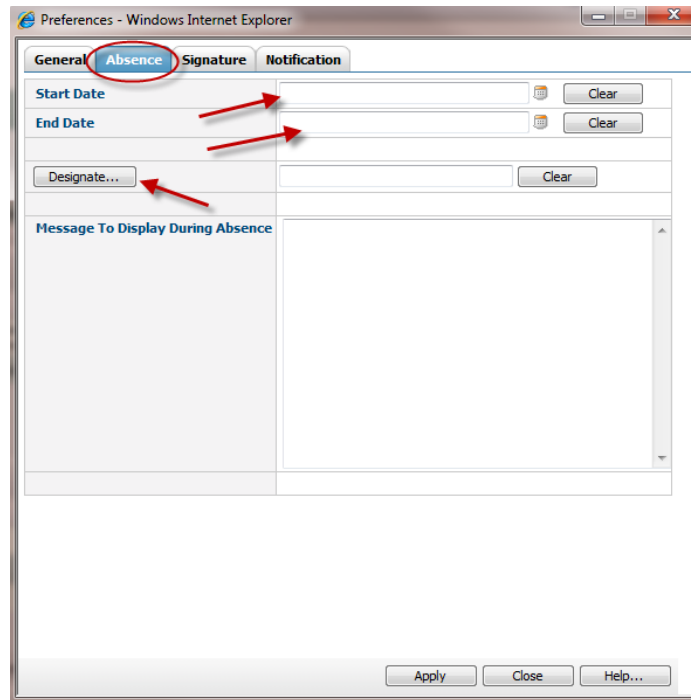 Preferences - Windows Internet Explorer
General Absence Signature Notification
Start Date Clear
End Date Clear
Designate... Clear
Message To Display During Absence
Apply Close Help...